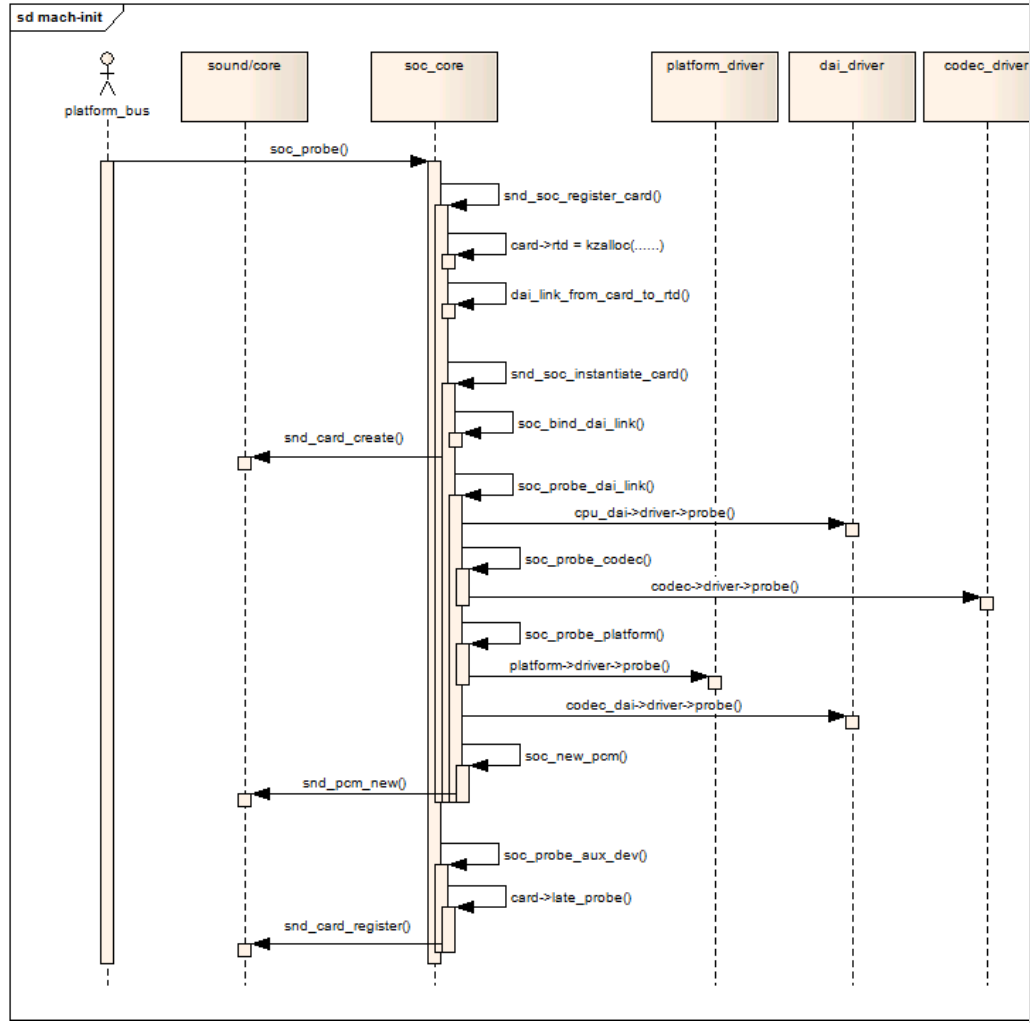 sd mach-init
platform_bus
sound/core
soc_core
platform_driver
dai_driver
codec_driver
soc_probe()
snd_soc_register_card()
card->rtd = kzalloc(......)
dai_link_from_card_to_rtd()
snd_soc_instantiate_card()
soc_bind_dai_link()
snd_card_create()
soc_probe_dai_link()
cpu_dai->driver->probe()
soc_probe_codec()
codec->driver->probe()
soc_probe_platform()
platform->driver->probe()
codec_dai->driver->probe()
soc_new_pcm()
snd_pcm_new()
soc_probe_aux_dev()
card->late_probe()
snd_card_register()